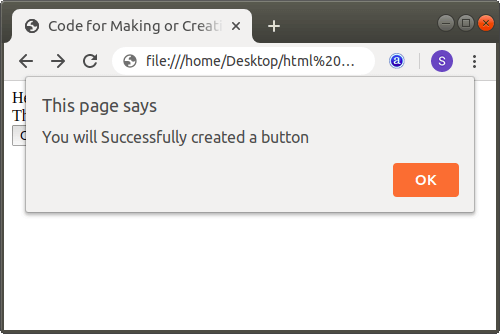 Code for Making or Creati
file:///home/Desktop/html%20...
a
S
He
Th
This page says
You will Successfully created a button
OK